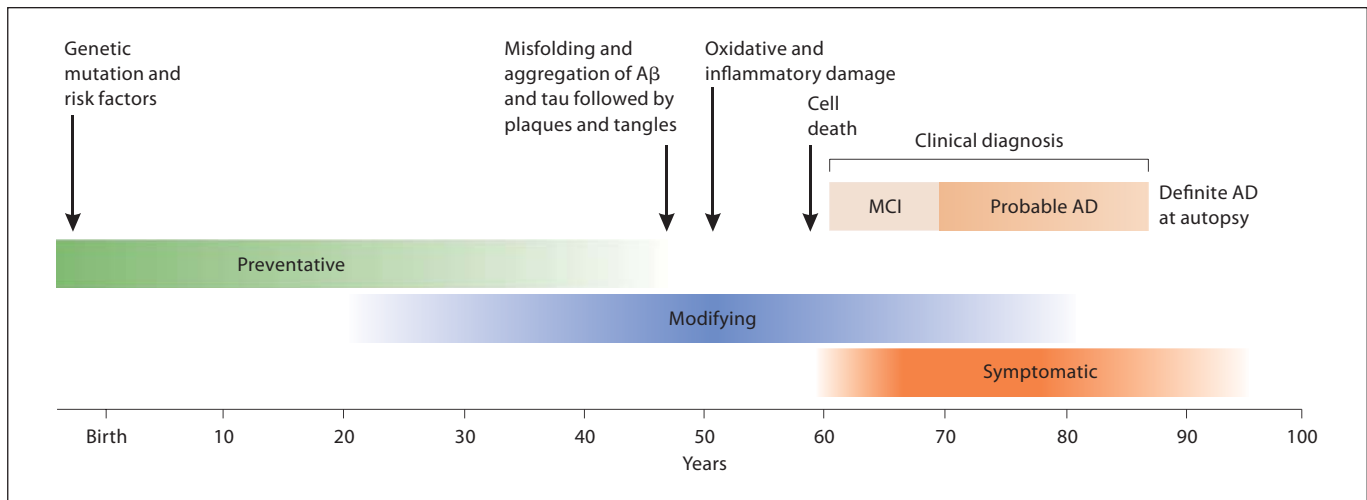 Genetic
mutation and
risk factors
Misfolding and
aggregation of Aβ
and tau followed by
plaques and tangles
Oxidative and
inflammatory damage
Cell
death
Clinical diagnosis
MCI
Probable AD
Definite AD
at autopsy
Preventative
Modifying
Symptomatic
Birth 10 20 30 40 50 60 70 80 90 100
Years